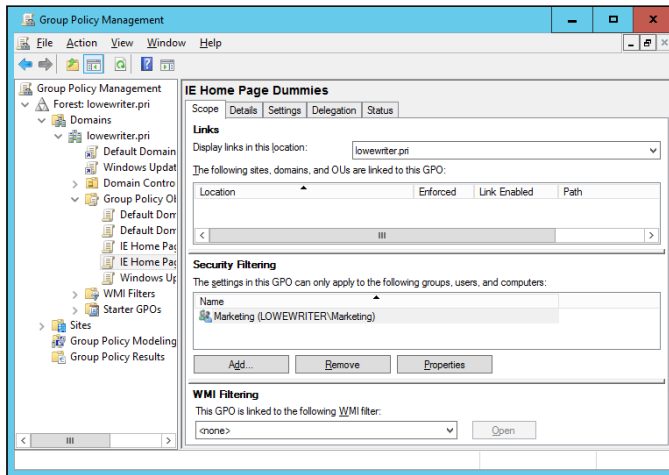 Group Policy Management
File Action View Window Help
Group Policy Management
Forest: lowewriter.pri
Domains
lowewriter.pri
Default Domain
Windows Updat
Domain Contro
Group Policy Ob
Default Dom
Default Dom
IE Home Pag
IE Home Pag
Windows Up
WMI Filters
Starter GPOs
Sites
Group Policy Modeling
Group Policy Results
IE Home Page Dummies
Scope Details Settings Delegation Status
Links
Display links in this location: lowewriter.pri
The following sites, domains, and OUs are linked to this GPO:
Location Enforced Link Enabled Path
Security Filtering
The settings in this GPO can only apply to the following groups, users, and computers:
Name
Marketing (LOWEWRITER\Marketing)
Add... Remove Properties
WMI Filtering
This GPO is linked to the following WMI filter:
<none> Open